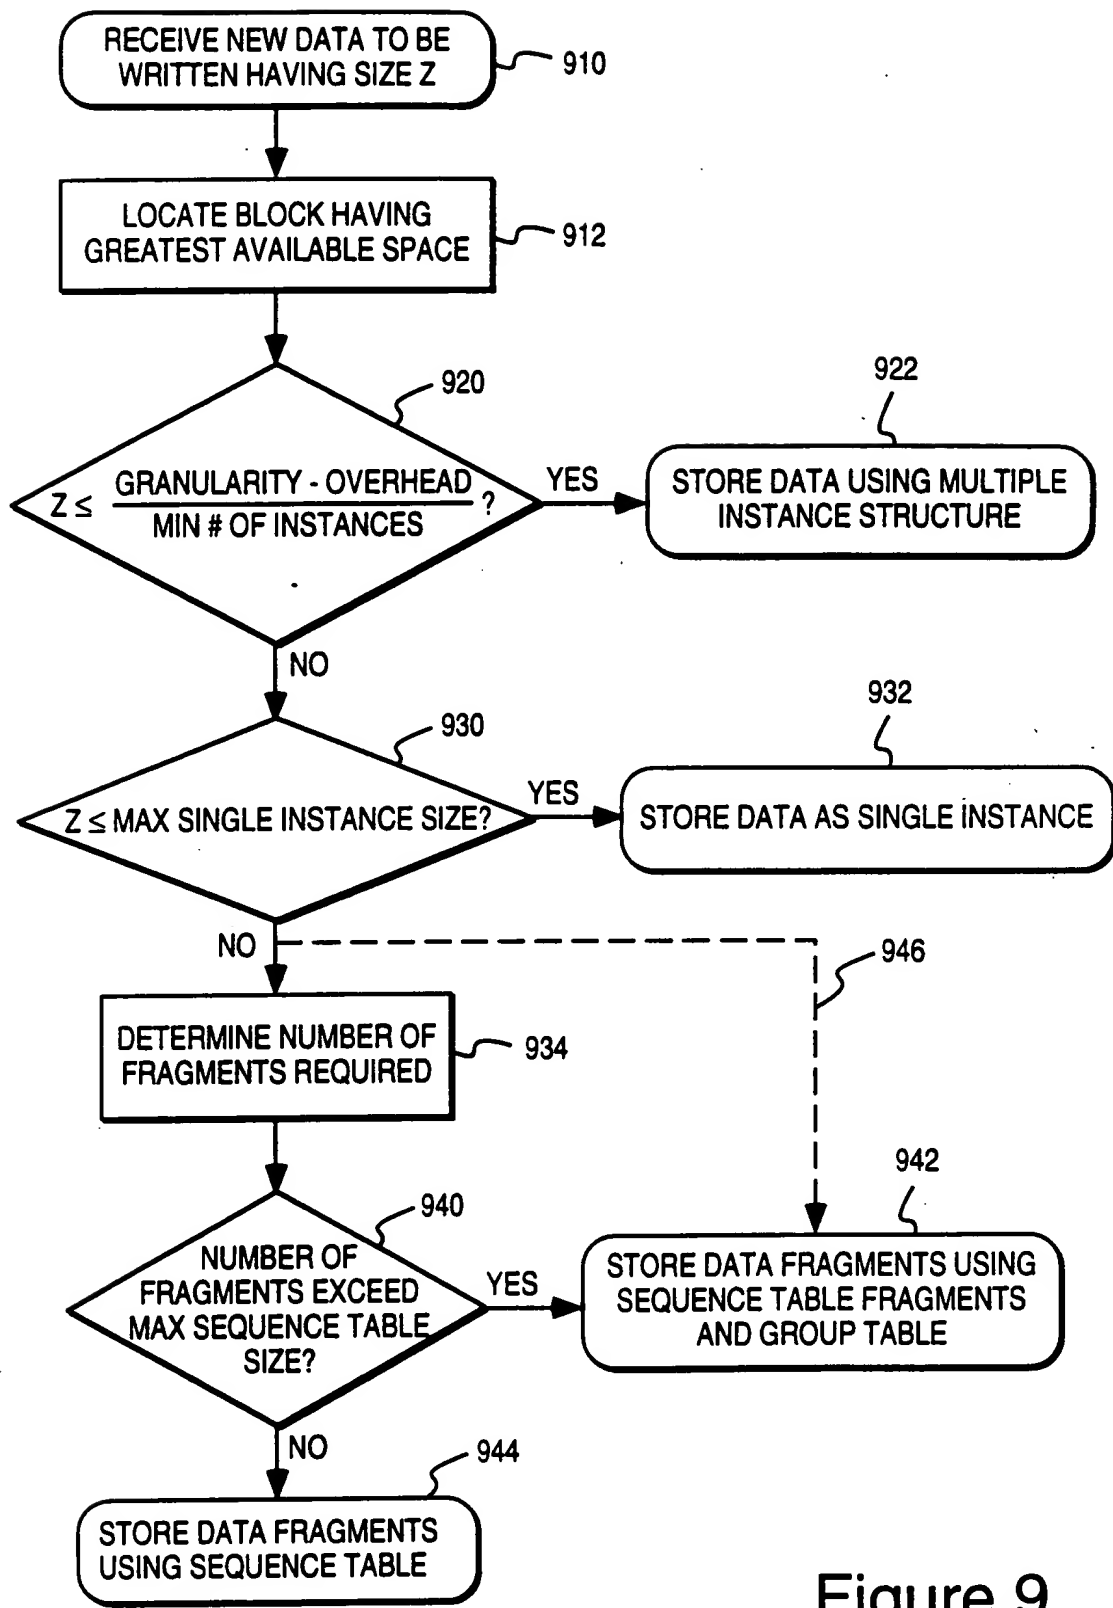 RECEIVE NEW DATA TO BE
WRITTEN HAVING SIZE Z
910
LOCATE BLOCK HAVING
GREATEST AVAILABLE SPACE
912
920
Z ≤ GRANULARITY - OVERHEAD ?
MIN # OF INSTANCES
YES
922
STORE DATA USING MULTIPLE
INSTANCE STRUCTURE
NO
930
Z ≤ MAX SINGLE INSTANCE SIZE?
YES
932
STORE DATA AS SINGLE INSTANCE
NO
946
DETERMINE NUMBER OF
FRAGMENTS REQUIRED
934
940
NUMBER OF
FRAGMENTS EXCEED
MAX SEQUENCE TABLE
SIZE?
YES
942
STORE DATA FRAGMENTS USING
SEQUENCE TABLE FRAGMENTS
AND GROUP TABLE
NO
944
STORE DATA FRAGMENTS
USING SEQUENCE TABLE
Figure 9